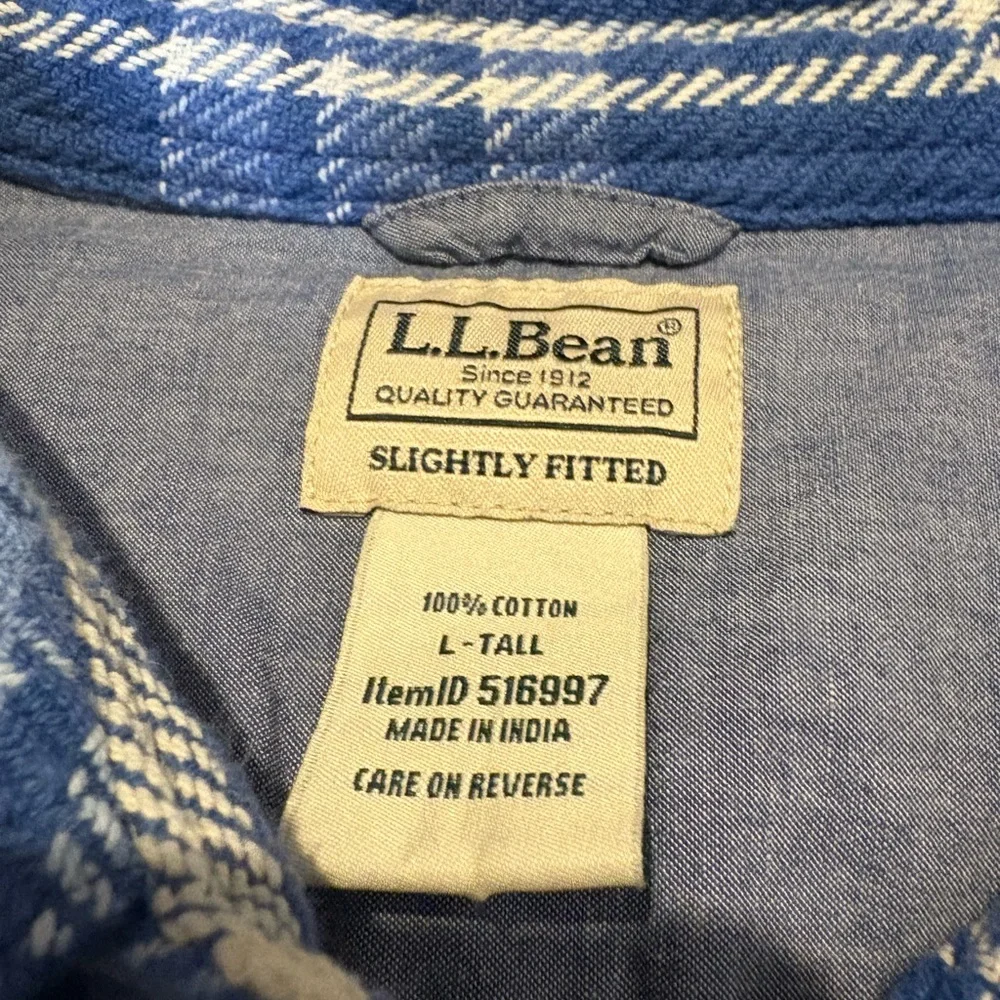 L.L.Bean®
Since 1912
QUALITY GUARANTEED
SLIGHTLY FITTED
100% COTTON
L-TALL
ItemID 516997
MADE IN INDIA
CARE ON REVERSE